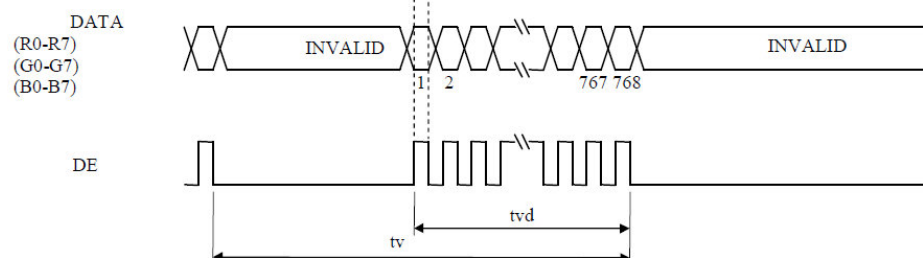 DATA
(R0-R7)
(G0-G7)
(B0-B7)
INVALID
INVALID
1 2 767 768
DE
tvd
tv